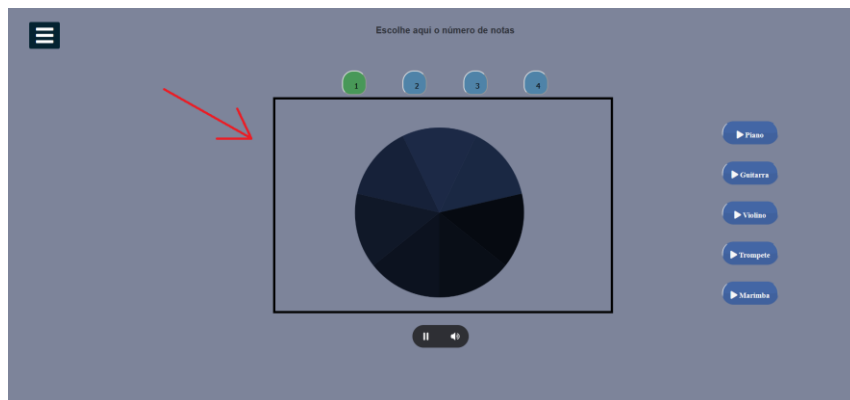 Escolhe aqui o número de notas
1 2 3 4
Piano
Guitarra
Violino
Trompete
Marimba